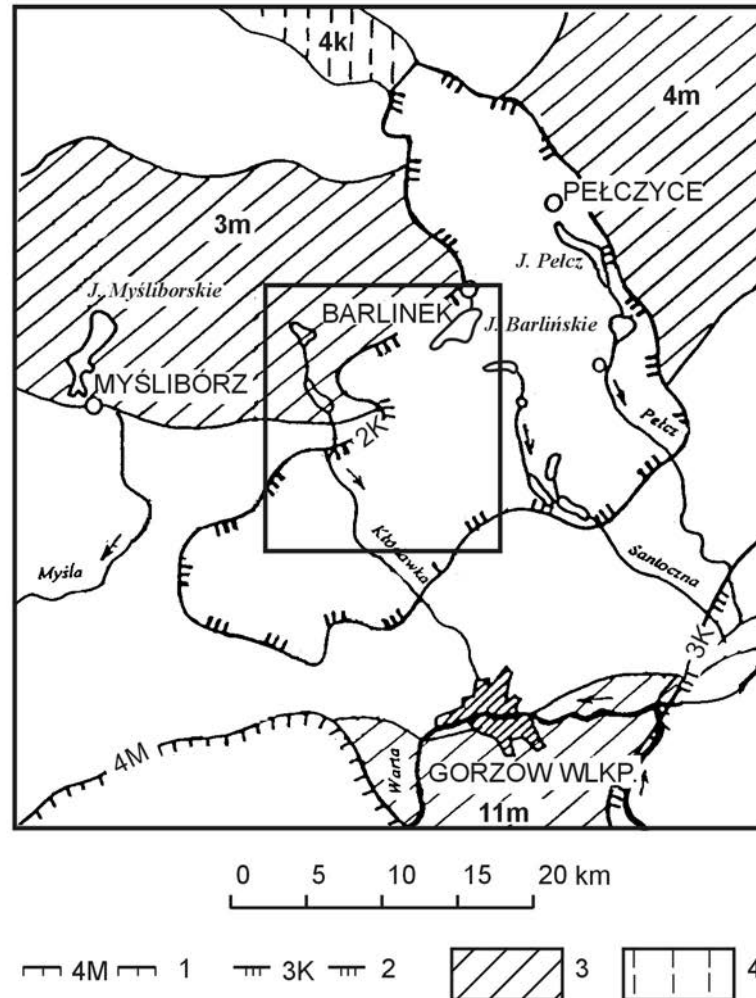 4k
4m
PEŁCZYCE
3m
J. Pełcz
J. Myśliborskie
BARLINEK
J. Barlińskie
MYŚLIBÓRZ
2K
Pełcz
Myśla
Kłodawka
Santoczna
3K
4M
Warta
GORZÓW WLKP.
11m
0 5 10 15 20 km
4M 1 3K 2 3 4